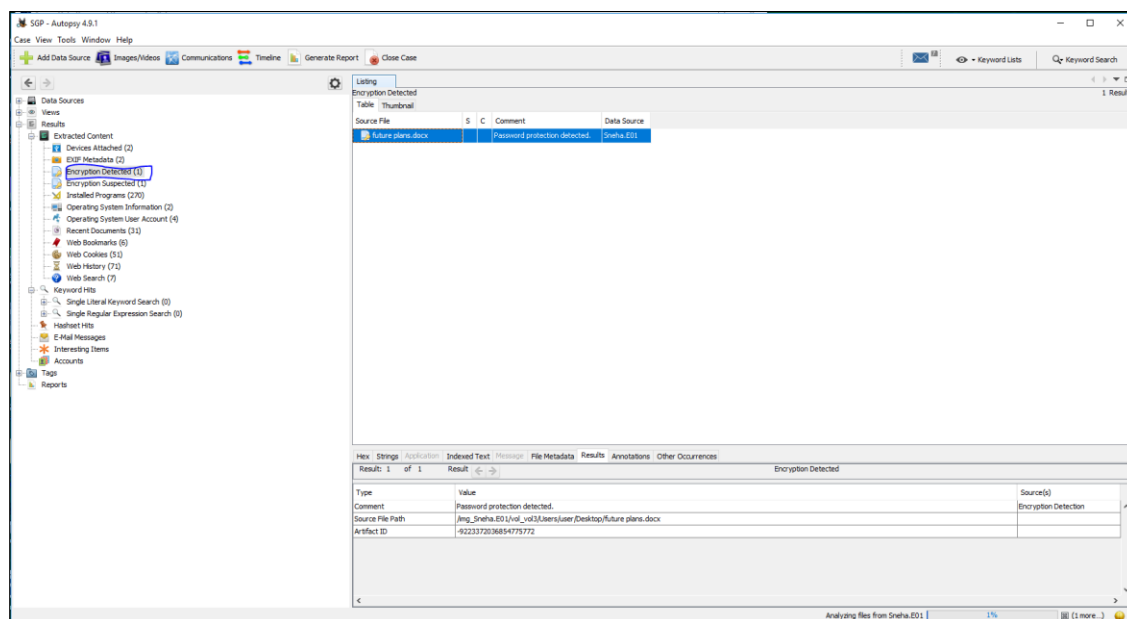 SGP - Autopsy 4.9.1
Case View Tools Window Help
Add Data Source Images/Videos Communications Timeline Generate Report Close Case Keyword Lists Keyword Search
Data Sources
Views
Results
Extracted Content
Devices Attached (2)
EXIF Metadata (2)
Encryption Detected (1)
Encryption Suspected (1)
Installed Programs (270)
Operating System Information (2)
Operating System User Account (4)
Recent Documents (31)
Web Bookmarks (6)
Web Cookies (51)
Web History (71)
Web Search (7)
Keyword Hits
Single Literal Keyword Search (0)
Single Regular Expression Search (0)
Hashset Hits
E-Mail Messages
Interesting Items
Accounts
Tags
Reports
Listing
Encryption Detected
1 Resul
Table Thumbnail
Source File S C Comment Data Source
future plans.docx Password protection detected. Sneha.E01
Hex Strings Application Indexed Text Message File Metadata Results Annotations Other Occurrences
Result: 1 of 1 Result Encryption Detected
Type Value Source(s)
Comment Password protection detected. Encryption Detection
Source File Path /img_Sneha.E01/vol_vol3/Users/user/Desktop/future plans.docx
Artifact ID -9223372036854775772
Analyzing files from Sneha.E01 1% (1 more...)